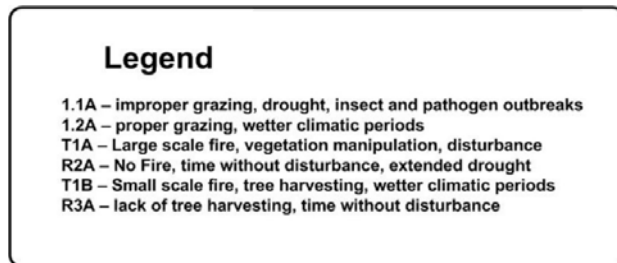 Legend
1.1A – improper grazing, drought, insect and pathogen outbreaks
1.2A – proper grazing, wetter climatic periods
T1A – Large scale fire, vegetation manipulation, disturbance
R2A – No Fire, time without disturbance, extended drought
T1B – Small scale fire, tree harvesting, wetter climatic periods
R3A – lack of tree harvesting, time without disturbance